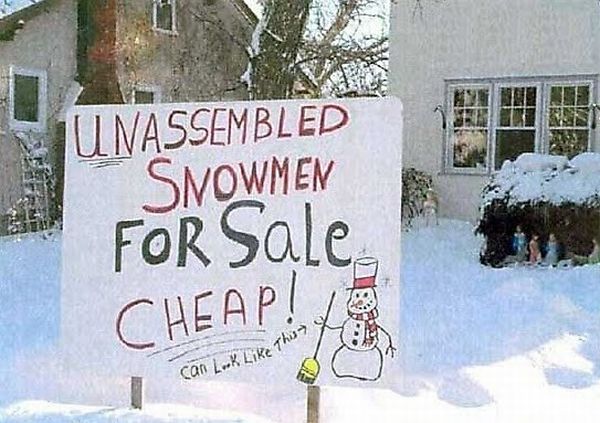 UNASSEMBLED
SNOWMEN
FOR Sale
CHEAP!
Can Look Like This→